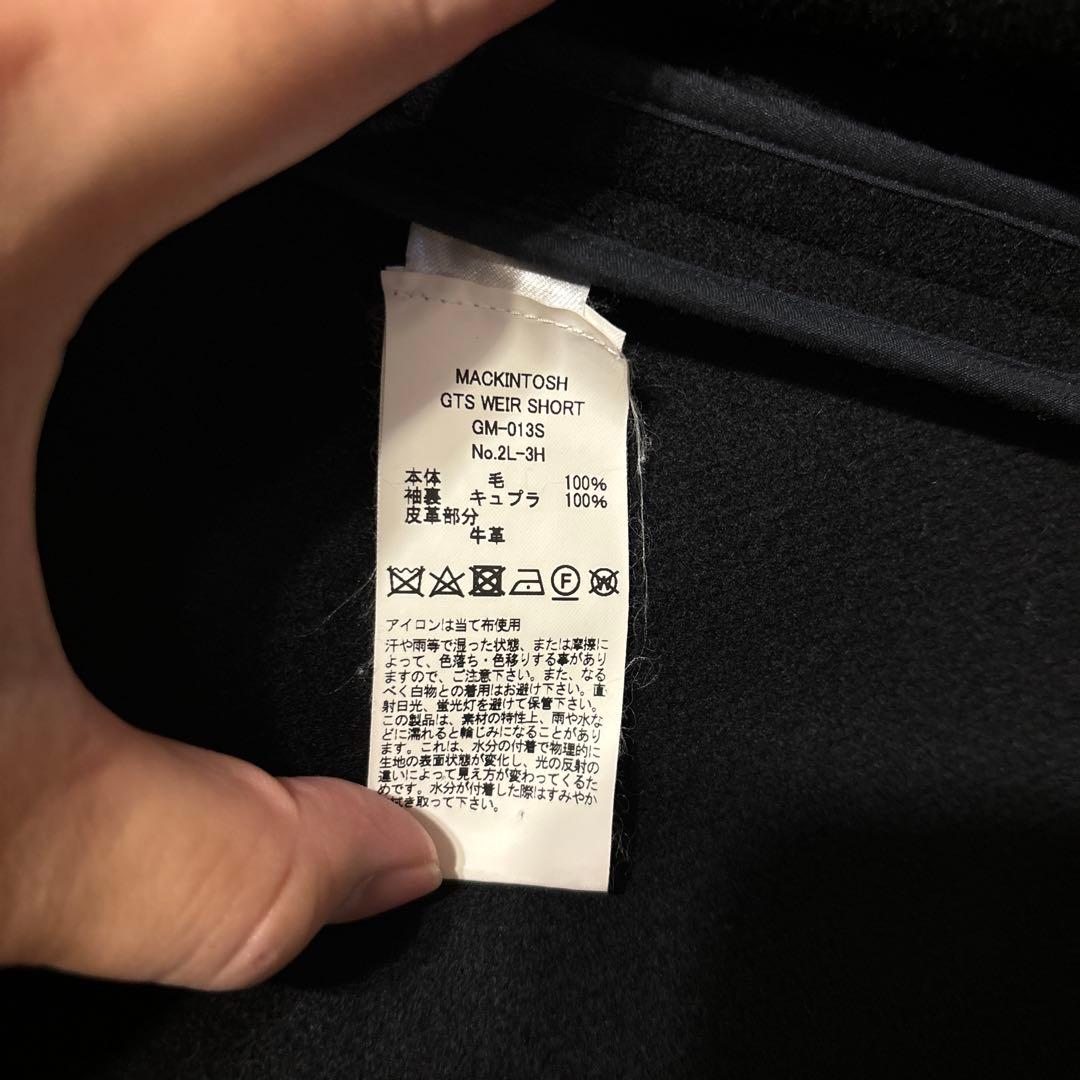 MACKINTOSH
GTS WEIR SHORT
GM-013S
No.2L-3H
本体 毛 100%
袖裏 キュプラ 100%
皮革部分
牛革
F W
アイロンは当て布使用
汗や雨等で湿った状態、または摩擦に
よって、色落ち・色移りする事があり
ますので、ご注意下さい。また、なる
べく白物との着用はお避け下さい。直
射日光、蛍光灯を避けて保管下さい。
この製品は、素材の特性上、雨や水な
どに濡れると輪じみになることがあり
ます。これは、水分の付着で物理的に
生地の表面状態が変化し、光の反射の
違いによって見え方が変わってくるた
めです。水分が付着した際はすみやか
拭き取って下さい。